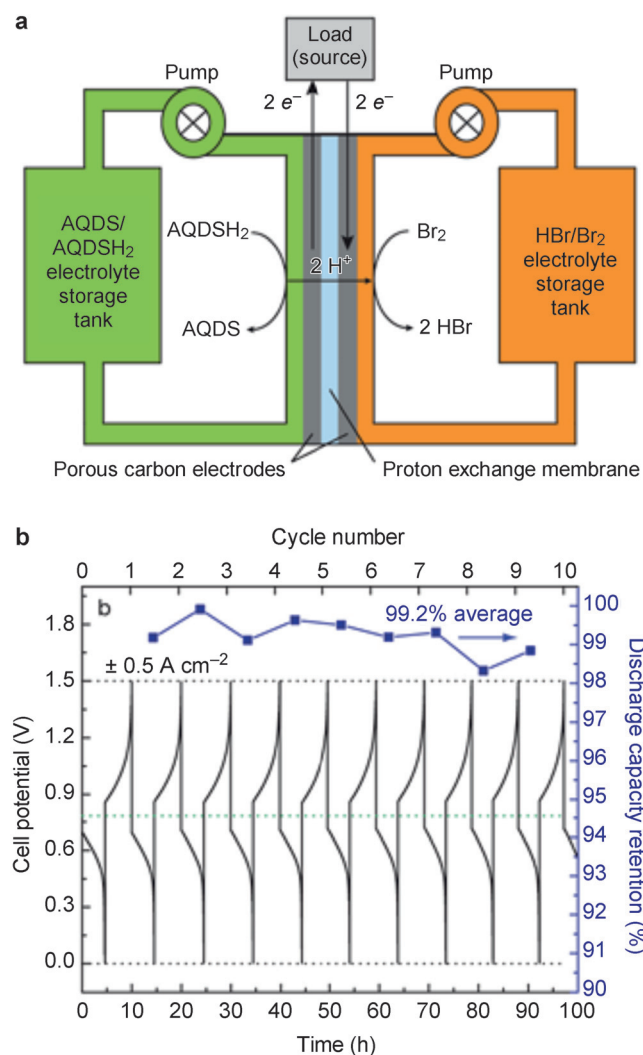 a
Load
(source)
Pump
Pump
2 e⁻
2 e⁻
AQDS/
AQDSH₂
electrolyte
storage
tank
AQDSH₂
Br₂
HBr/Br₂
electrolyte
storage
tank
2 H⁺
AQDS
2 HBr
Porous carbon electrodes
Proton exchange membrane
b
Cycle number
0 1 2 3 4 5 6 7 8 9 10
b
99.2% average
± 0.5 A cm⁻²
Cell potential (V)
1.8
1.5
1.2
0.9
0.6
0.3
0.0
100
99
98
97
96
95
94
93
92
91
90
Discharge capacity
retention (%)
0 10 20 30 40 50 60 70 80 90 100
Time (h)